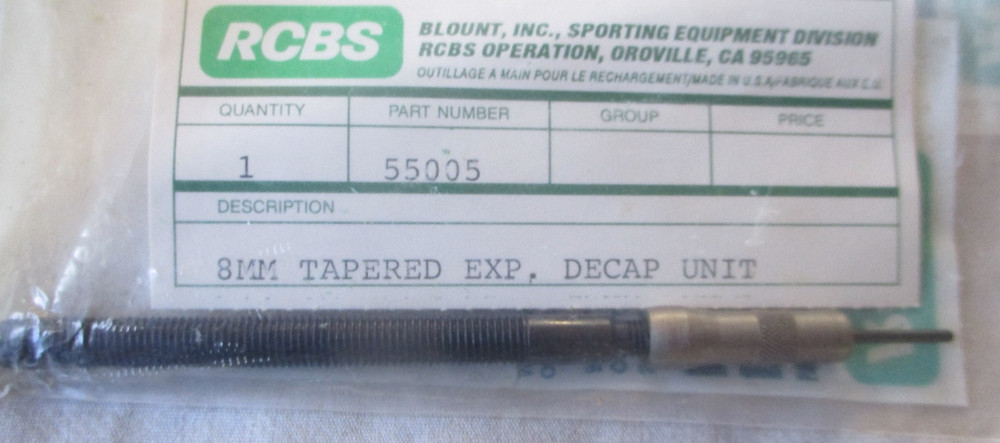 RCBS
BLOUNT, INC., SPORTING EQUIPMENT DIVISION
RCBS OPERATION, OROVILLE, CA 95965
OUTILLAGE A MAIN POUR LE RECHARGEMENT/MADE IN U.S.A./FABRIQUE AUX E.U.
QUANTITY PART NUMBER GROUP PRICE
1 55005
DESCRIPTION
8MM TAPERED EXP. DECAP UNIT